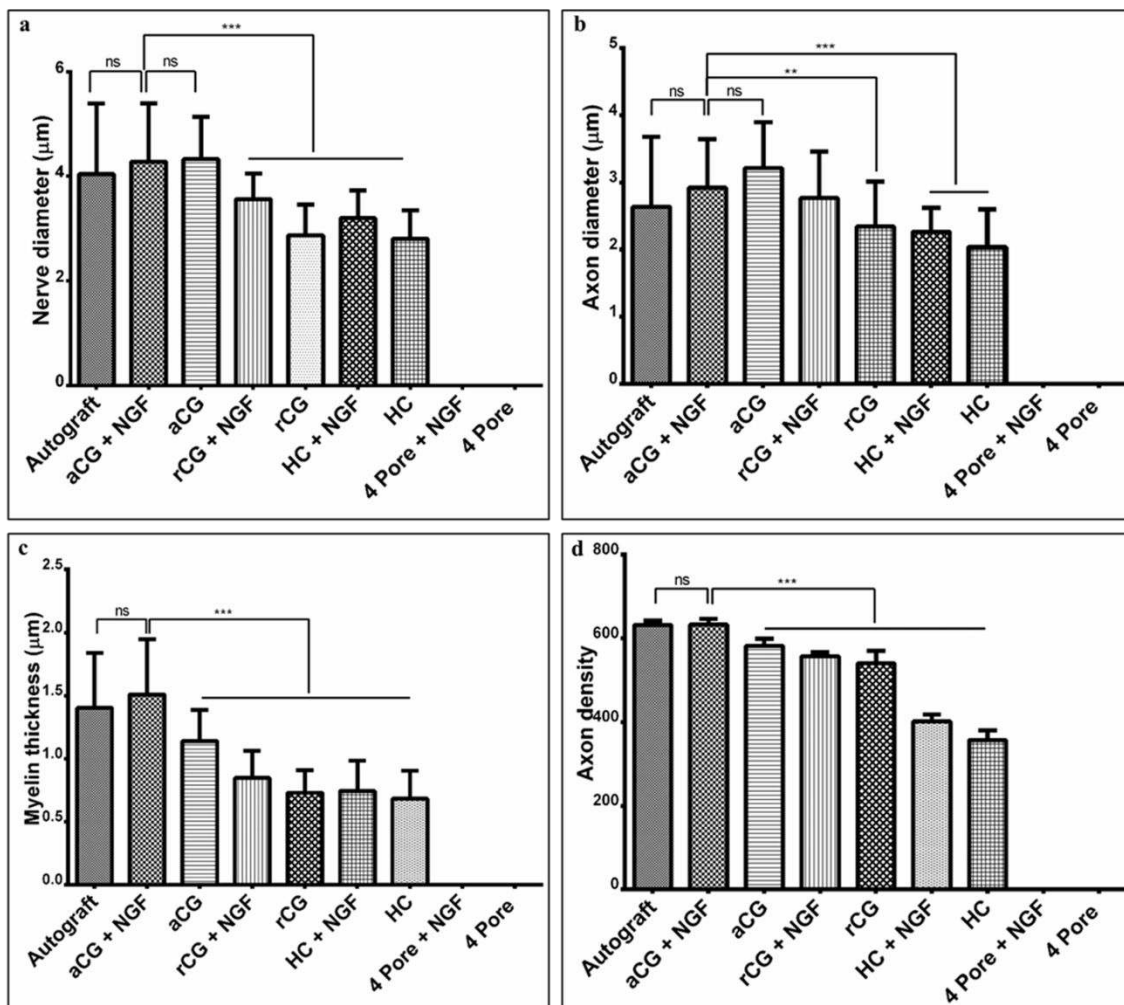 a
***
ns
ns
Nerve diameter (μm)
6
4
2
0
Autograft
aCG + NGF
aCG
rCG + NGF
rCG
HC + NGF
HC
4 Pore + NGF
4 Pore
b
***
**
ns
ns
Axon diameter (μm)
5
4
3
2
1
0
Autograft
aCG + NGF
aCG
rCG + NGF
rCG
HC + NGF
HC
4 Pore + NGF
4 Pore
c
ns
***
Myelin thickness (μm)
2.5
2.0
1.5
1.0
0.5
0.0
Autograft
aCG + NGF
aCG
rCG + NGF
rCG
HC + NGF
HC
4 Pore + NGF
4 Pore
d
ns
***
Axon density
800
600
400
200
0
Autograft
aCG + NGF
aCG
rCG + NGF
rCG
HC + NGF
HC
4 Pore + NGF
4 Pore